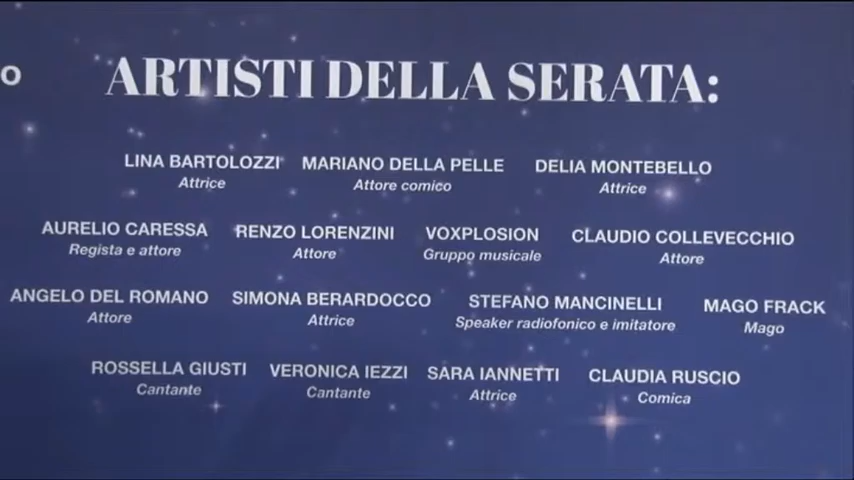 O
ARTISTI DELLA SERATA:
LINA BARTOLOZZI MARIANO DELLA PELLE DELIA MONTEBELLO
Attrice Attore comico Attrice
AURELIO CARESSA RENZO LORENZINI VOXPLOSION CLAUDIO COLLEVECCHIO
Regista e attore Attore Gruppo musicale Attore
ANGELO DEL ROMANO SIMONA BERARDOCCO STEFANO MANCINELLI MAGO FRACK
Attore Attrice Speaker radiofonico e imitatore Mago
ROSSELLA GIUSTI VERONICA IEZZI SARA IANNETTI CLAUDIA RUSCIO
Cantante Cantante Attrice Comica